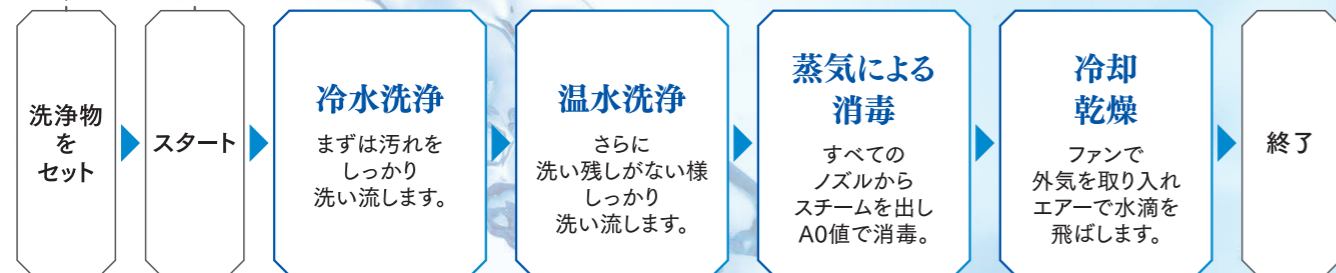 洗浄物
を
セット
スタート
冷水洗浄
まずは汚れを
しっかり
洗い流します。
温水洗浄
さらに
洗い残しがない様
しっかり
洗い流します。
蒸気による
消毒
すべての
ノズルから
スチームを出し
A0値で消毒。
冷却
乾燥
ファンで
外気を取り入れ
エアーで水滴を
飛ばします。
終了